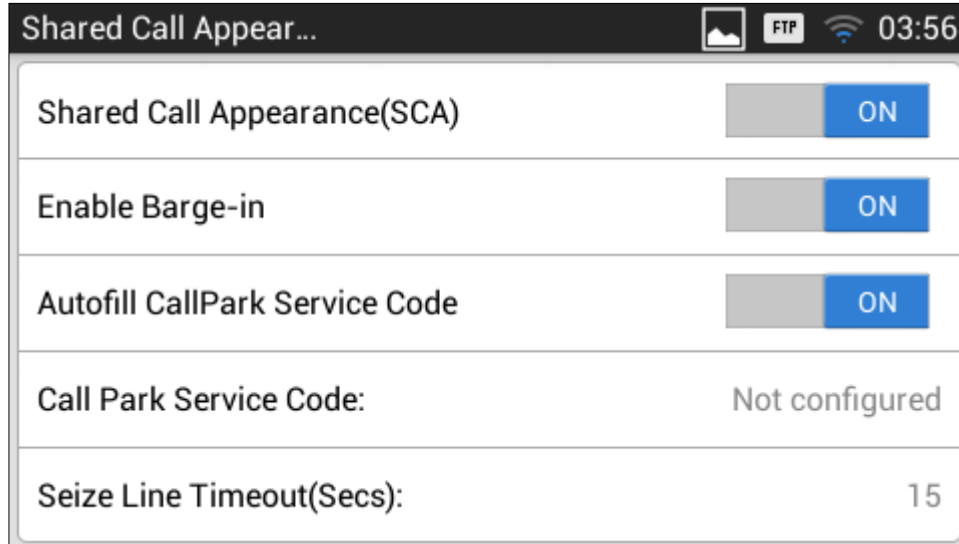 Shared Call Appear... FTP 03:56
Shared Call Appearance(SCA) ON
Enable Barge-in ON
Autofill CallPark Service Code ON
Call Park Service Code: Not configured
Seize Line Timeout(Secs): 15